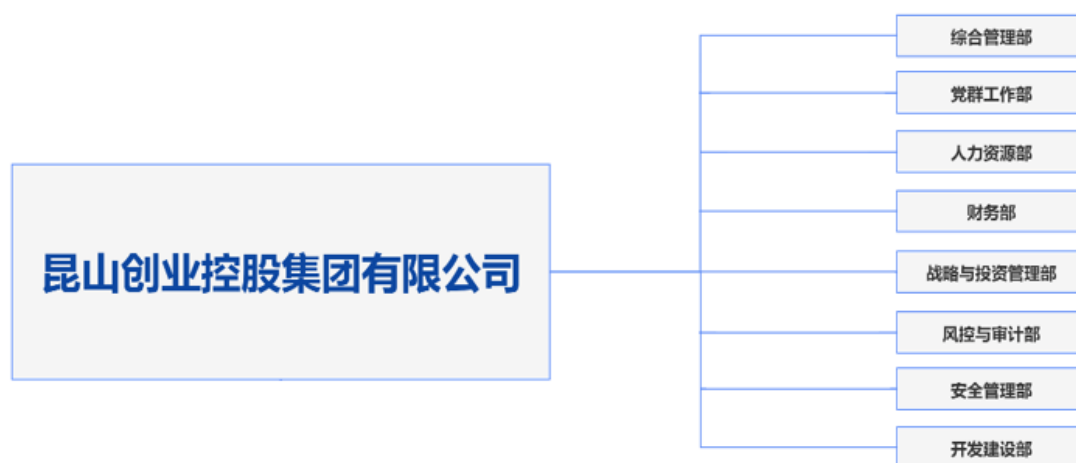 综合管理部
党群工作部
人力资源部
财务部
昆山创业控股集团有限公司
战略与投资管理部
风控与审计部
安全管理部
开发建设部